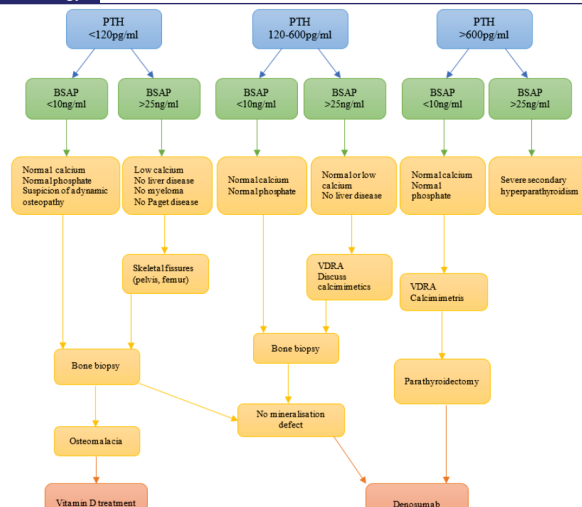 PTH
<120pg/ml
PTH
120-600pg/ml
PTH
>600pg/ml
BSAP
<10ng/ml
BSAP
>25ng/ml
BSAP
<10ng/ml
BSAP
>25ng/ml
BSAP
<10ng/ml
BSAP
>25ng/ml
Normal calcium
Normal phosphate
Suspicion of adynamic
osteopathy
Low calcium
No liver disease
No myeloma
No Paget disease
Normal calcium
Normal phosphate
Normal or low
calcium
No liver disease
Normal calcium
Normal
phosphate
Severe secondary
hyperparathyroidism
Skeletal fissures
(pelvis, femur)
VDRA
Discuss
calcimimetics
VDRA
Calcimimetris
Bone biopsy
Bone biopsy
Parathyroidectomy
No mineralisation
defect
Osteomalacia
Vitamin D treatment
Denosumab